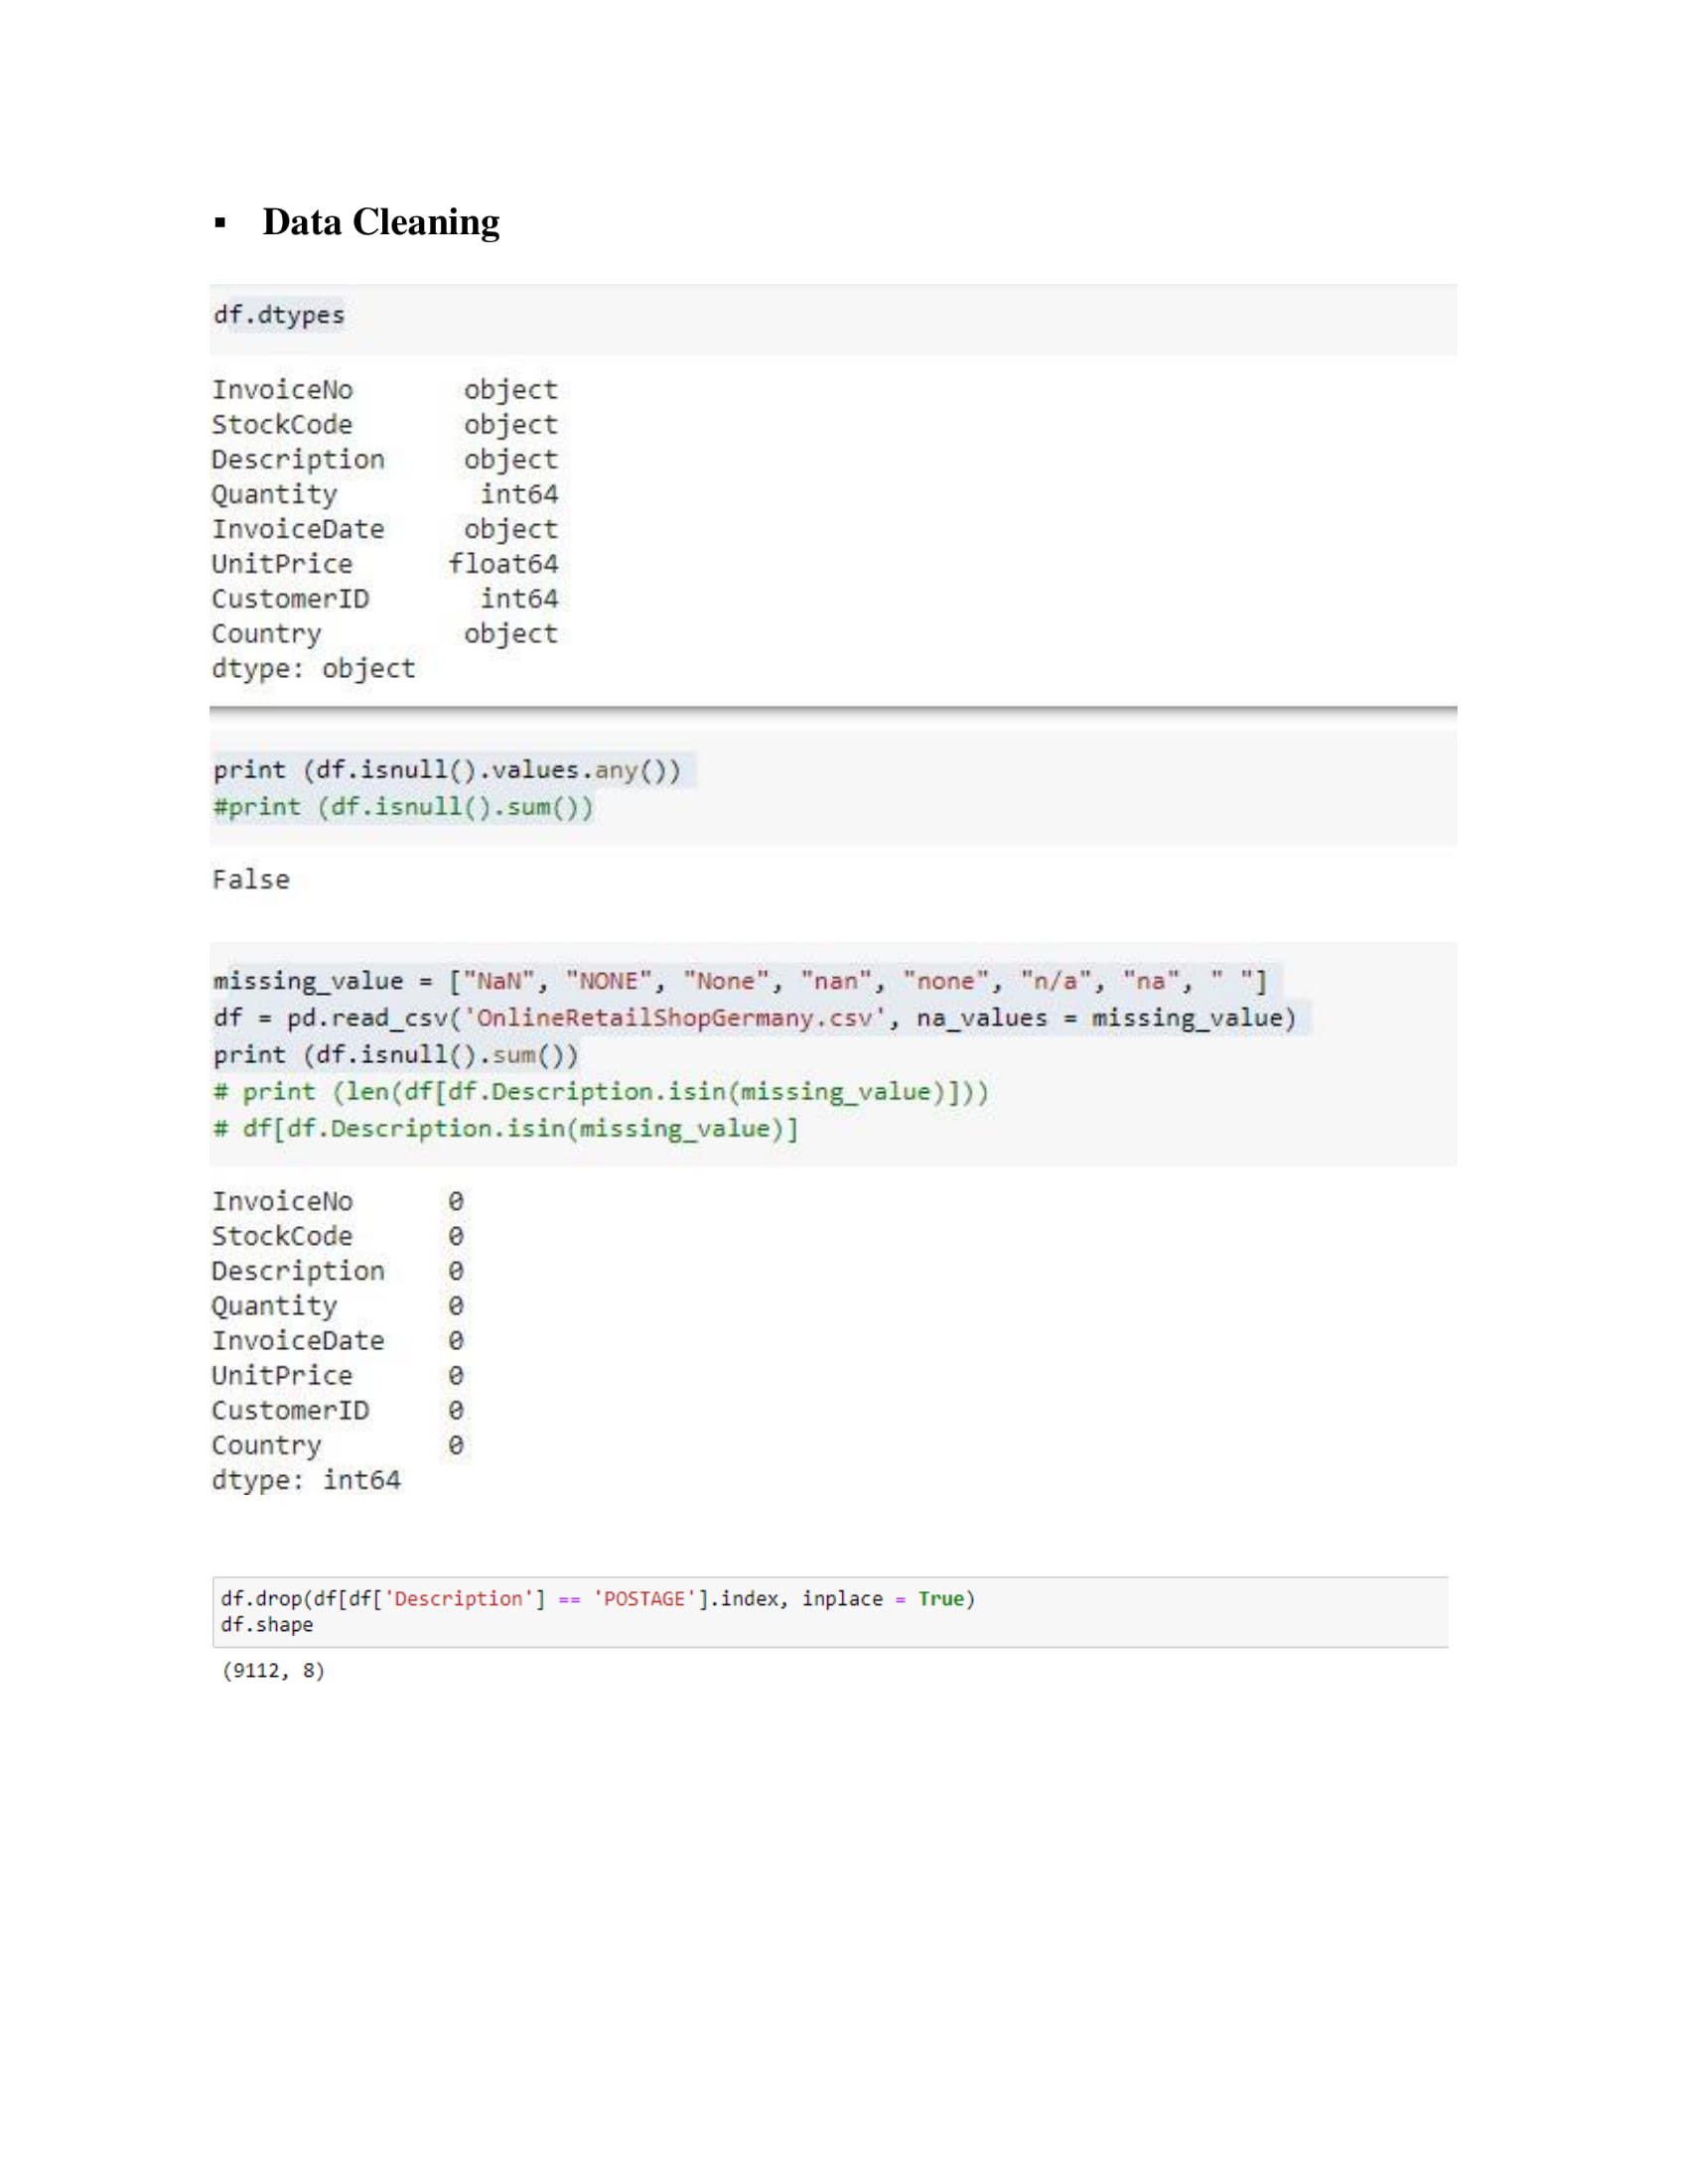 ▪ Data Cleaning
df.dtypes
InvoiceNo object
StockCode object
Description object
Quantity int64
InvoiceDate object
UnitPrice float64
CustomerID int64
Country object
dtype: object
print (df.isnull().values.any())
#print (df.isnull().sum())
False
missing_value = ["NaN", "NONE", "None", "nan", "none", "n/a", "na", " "]
df = pd.read_csv('OnlineRetailShopGermany.csv', na_values = missing_value)
print (df.isnull().sum())
# print (len(df[df.Description.isin(missing_value)]))
# df[df.Description.isin(missing_value)]
InvoiceNo 0
StockCode 0
Description 0
Quantity 0
InvoiceDate 0
UnitPrice 0
CustomerID 0
Country 0
dtype: int64
df.drop(df[df['Description'] == 'POSTAGE'].index, inplace = True)
df.shape
(9112, 8)